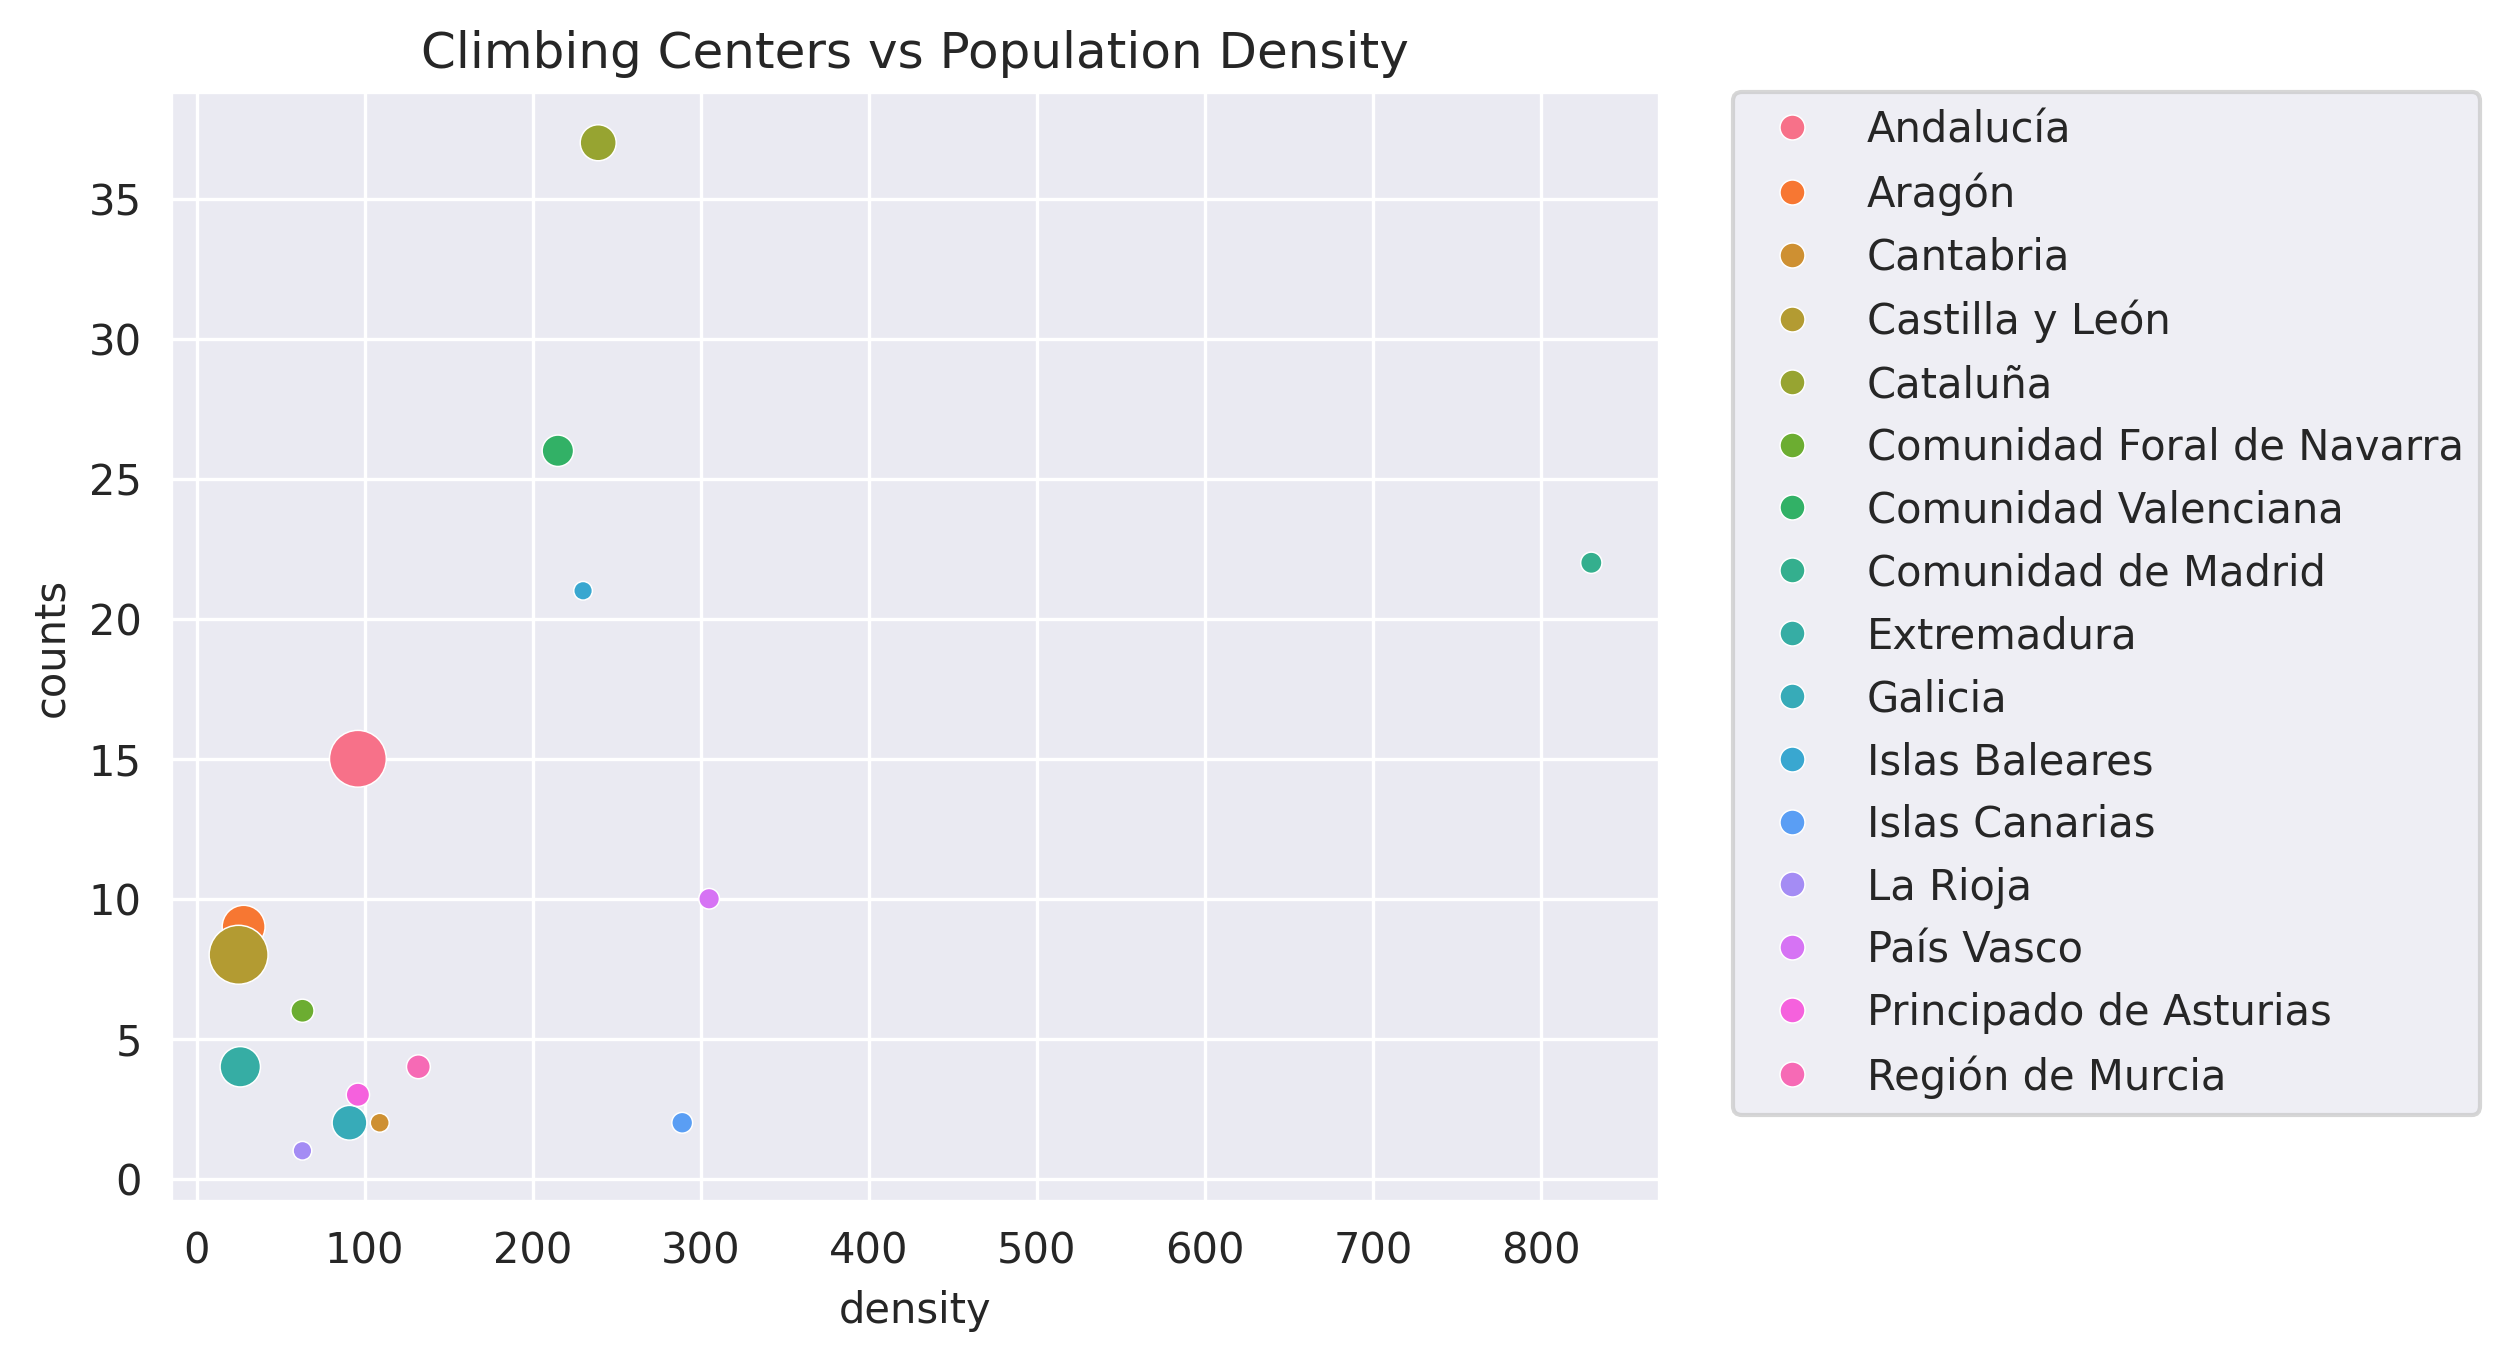 Climbing Centers vs Population Density
35
30
25
20
15
10
5
0
counts
0 100 200 300 400 500 600 700 800
density
Andalucía
Aragón
Cantabria
Castilla y León
Cataluña
Comunidad Foral de Navarra
Comunidad Valenciana
Comunidad de Madrid
Extremadura
Galicia
Islas Baleares
Islas Canarias
La Rioja
País Vasco
Principado de Asturias
Región de Murcia